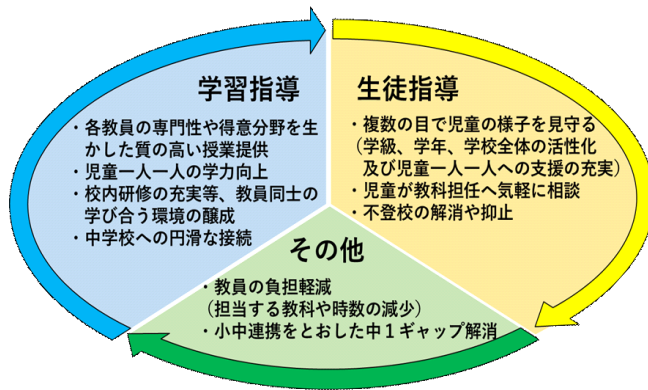 学習指導
・各教員の専門性や得意分野を生
かした質の高い授業提供
・児童一人一人の学力向上
・校内研修の充実等、教員同士の
学び合う環境の醸成
・中学校への円滑な接続
生徒指導
・複数の目で児童の様子を見守る
(学級、学年、学校全体の活性化
及び児童一人一人への支援の充実)
・児童が教科担任へ気軽に相談
・不登校の解消や抑止
その他
・教員の負担軽減
(担当する教科や時数の減少)
・小中連携をとおした中1ギャップ解消